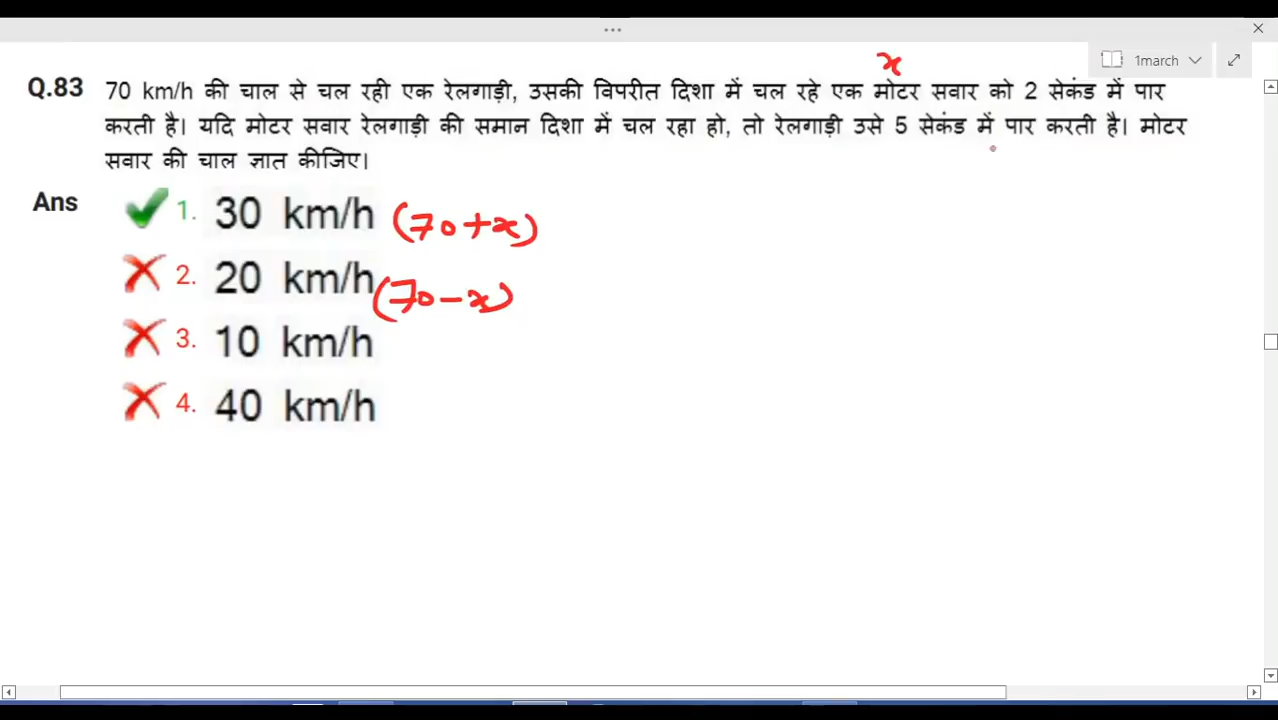 1march
x
Q.83 70 km/h की चाल से चल रही एक रेलगाड़ी, उसकी विपरीत दिशा में चल रहे एक मोटर सवार को 2 सेकंड में पार
करती है। यदि मोटर सवार रेलगाड़ी की समान दिशा में चल रहा हो, तो रेलगाड़ी उसे 5 सेकंड में पार करती है। मोटर
सवार की चाल ज्ञात कीजिए।
Ans 1. 30 km/h (70+x)
2. 20 km/h (70-x)
3. 10 km/h
4. 40 km/h